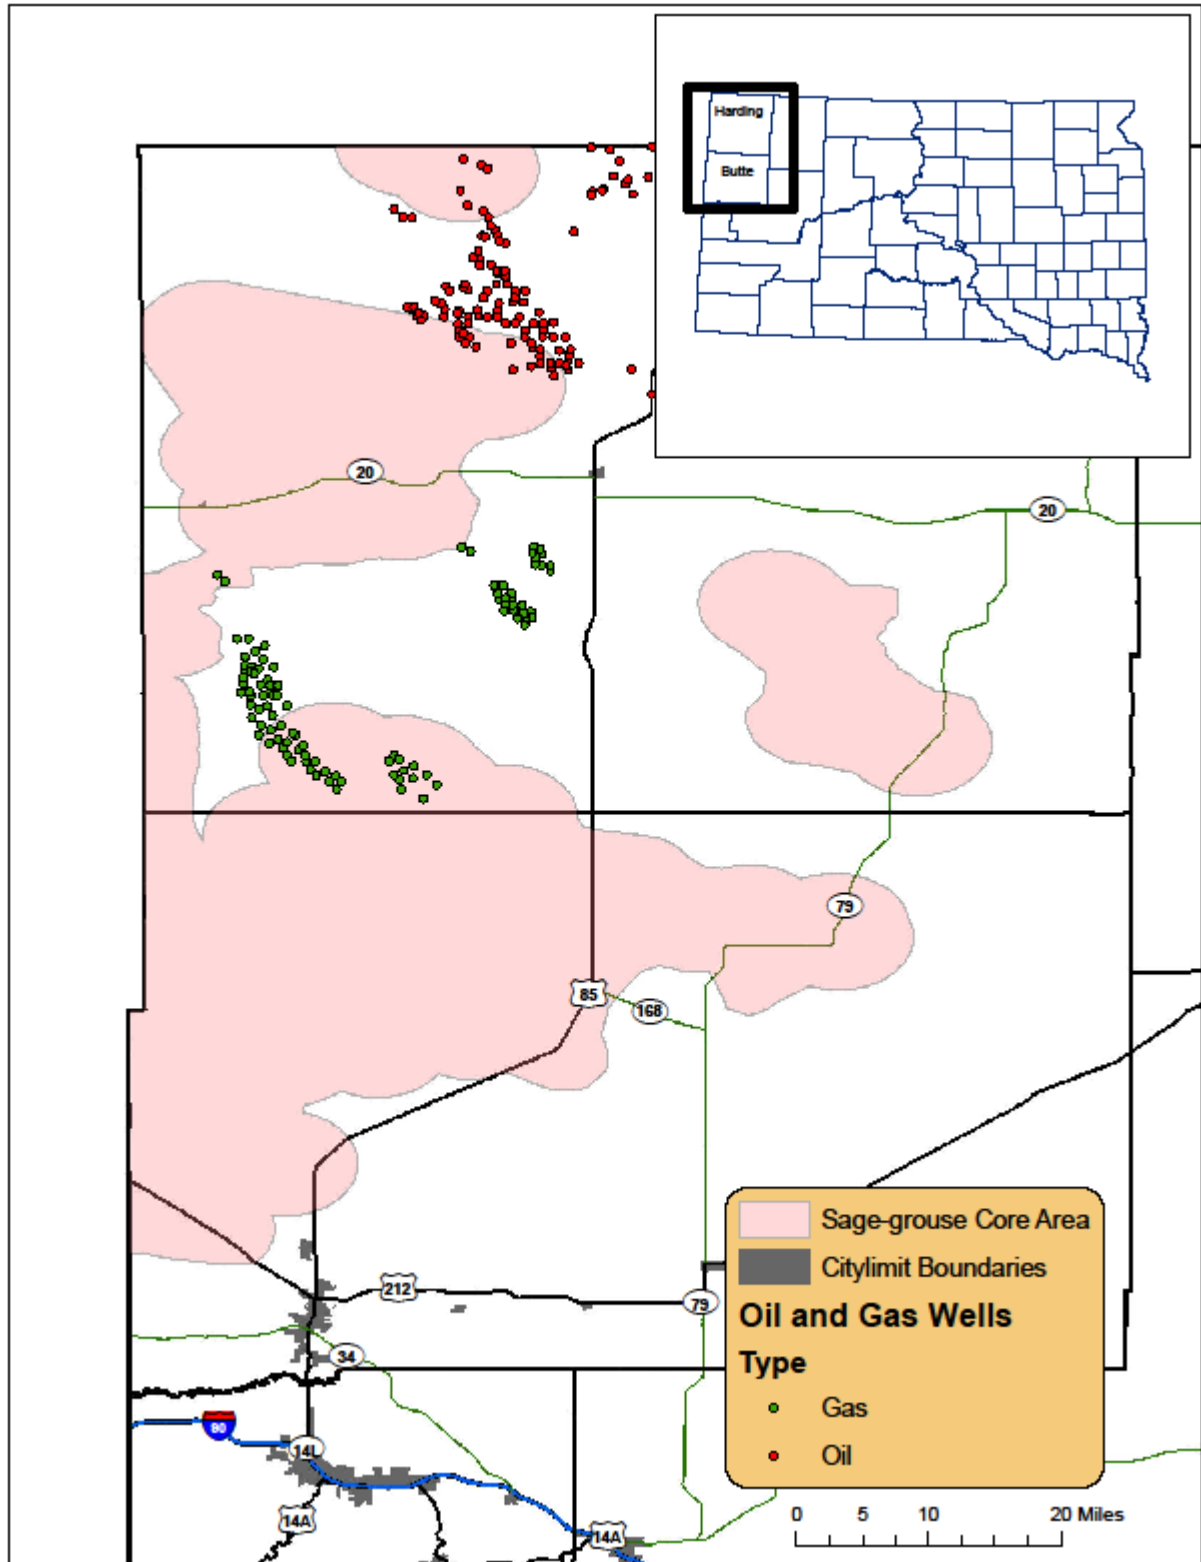 Harding
Butte
20
20
79
85
168
212
79
34
90
14L
14A
14A
Sage-grouse Core Area
Citylimit Boundaries
Oil and Gas Wells
Type
Gas
Oil
0 5 10 20 Miles